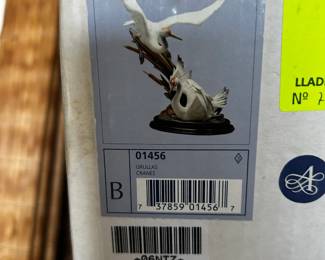 LLAD
Nº
01456
GRULLAS
CRANES
B
7 37859 01456 7